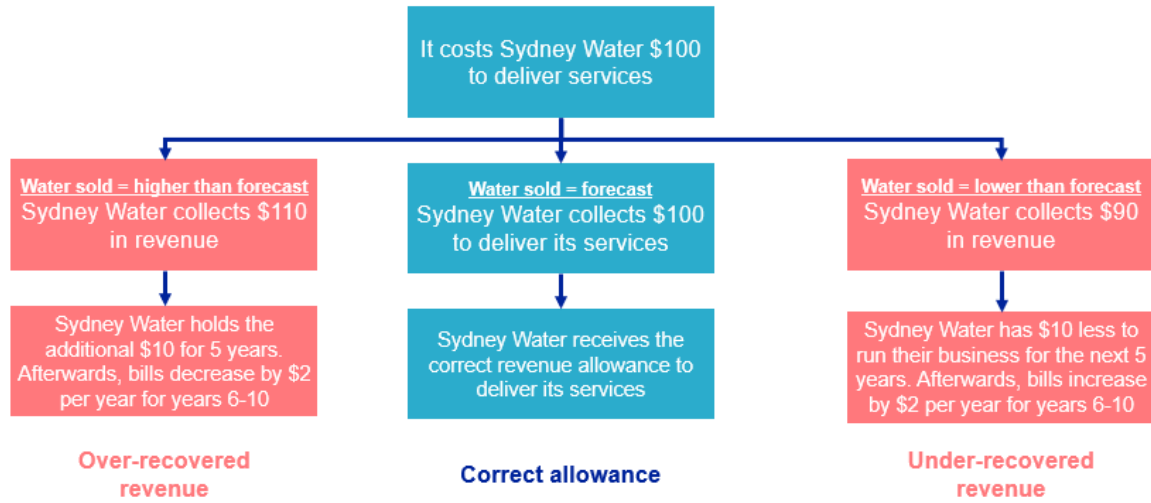 It costs Sydney Water $100
to deliver services
Water sold = higher than forecast
Sydney Water collects $110
in revenue
Water sold = forecast
Sydney Water collects $100
to deliver its services
Water sold = lower than forecast
Sydney Water collects $90
in revenue
Sydney Water holds the
additional $10 for 5 years.
Afterwards, bills decrease by $2
per year for years 6-10
Sydney Water receives the
correct revenue allowance to
deliver its services
Sydney Water has $10 less to
run their business for the next 5
years. Afterwards, bills increase
by $2 per year for years 6-10
Over-recovered
revenue
Correct allowance
Under-recovered
revenue